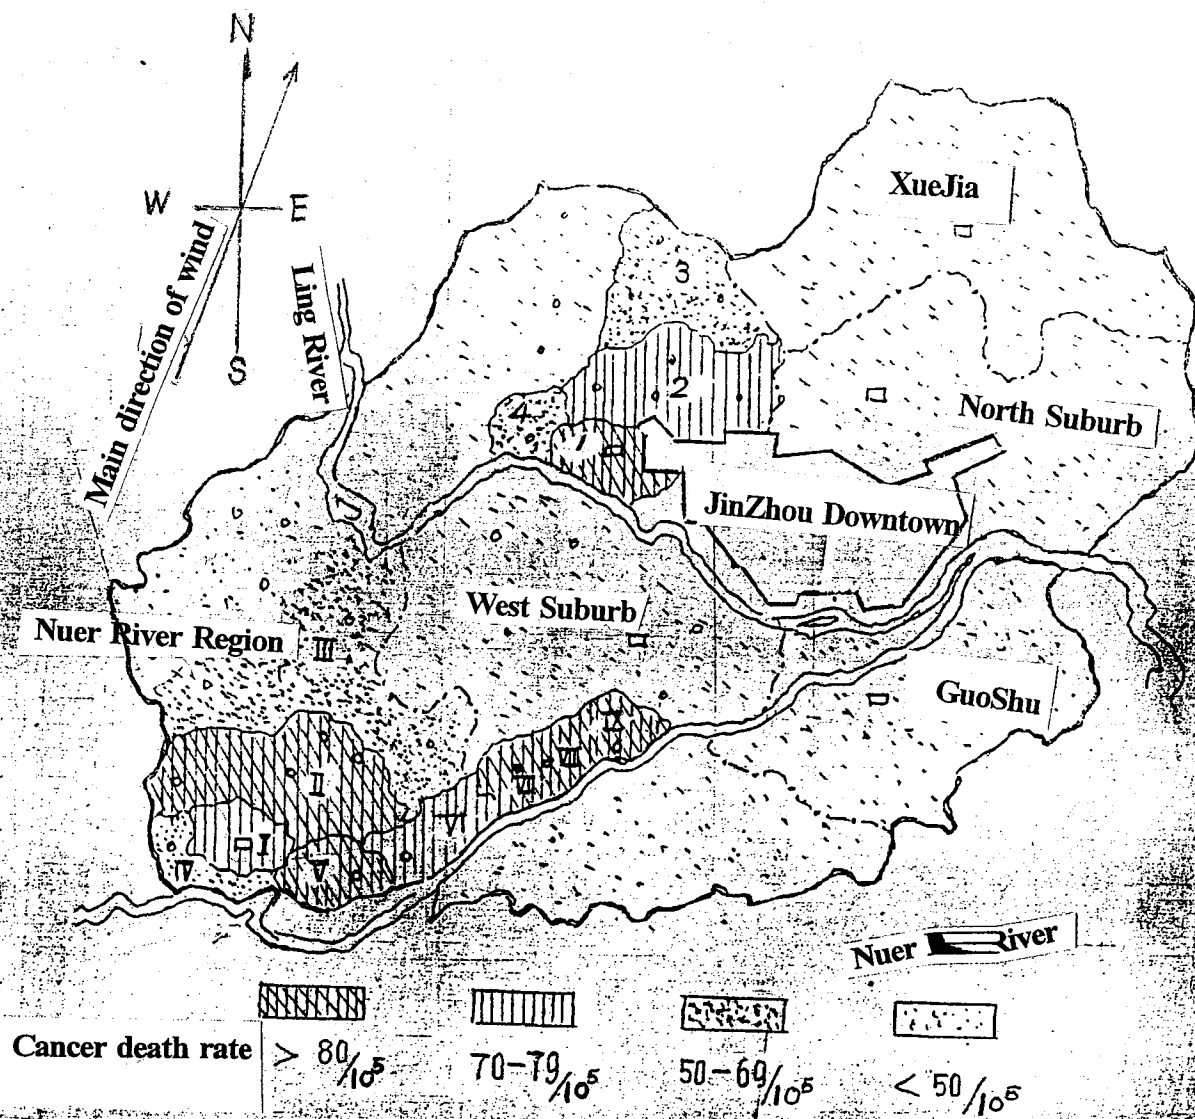 N
W E
S
Main direction of wind
Ling River
XueJia
3
2
4
1
North Suburb
JinZhou Downtown
West Suburb
Nuer River Region
III
GuoShu
IX
VIII
VII
II
VI
I
V
IV
Nuer River
Cancer death rate
> 80/10⁵
70-79/10⁵
50-69/10⁵
< 50/10⁵